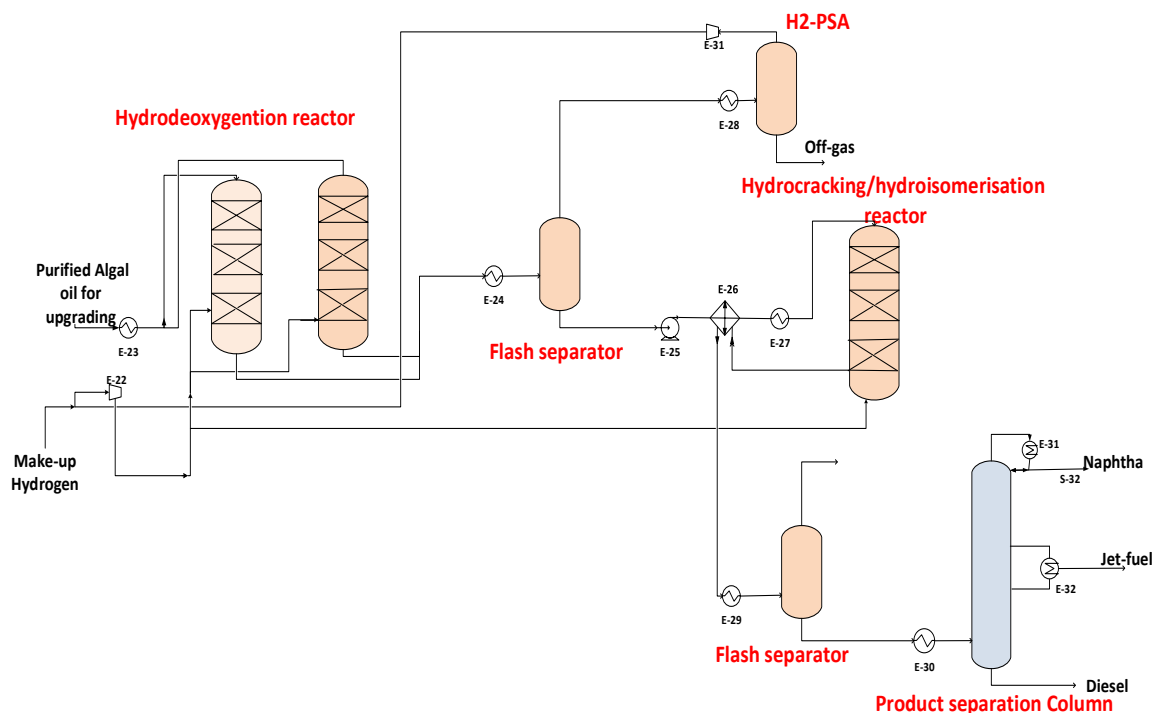 H2-PSA
E-31
E-28
Hydrodeoxygention reactor
Off-gas
Hydrocracking/hydroisomerisation
reactor
Purified Algal
oil for
upgrading
E-23
E-24
E-26
E-25
E-27
Flash separator
E-22
Make-up
Hydrogen
E-31
Naphtha
S-32
Jet-fuel
E-32
E-29
Flash separator
E-30
Diesel
Product separation Column